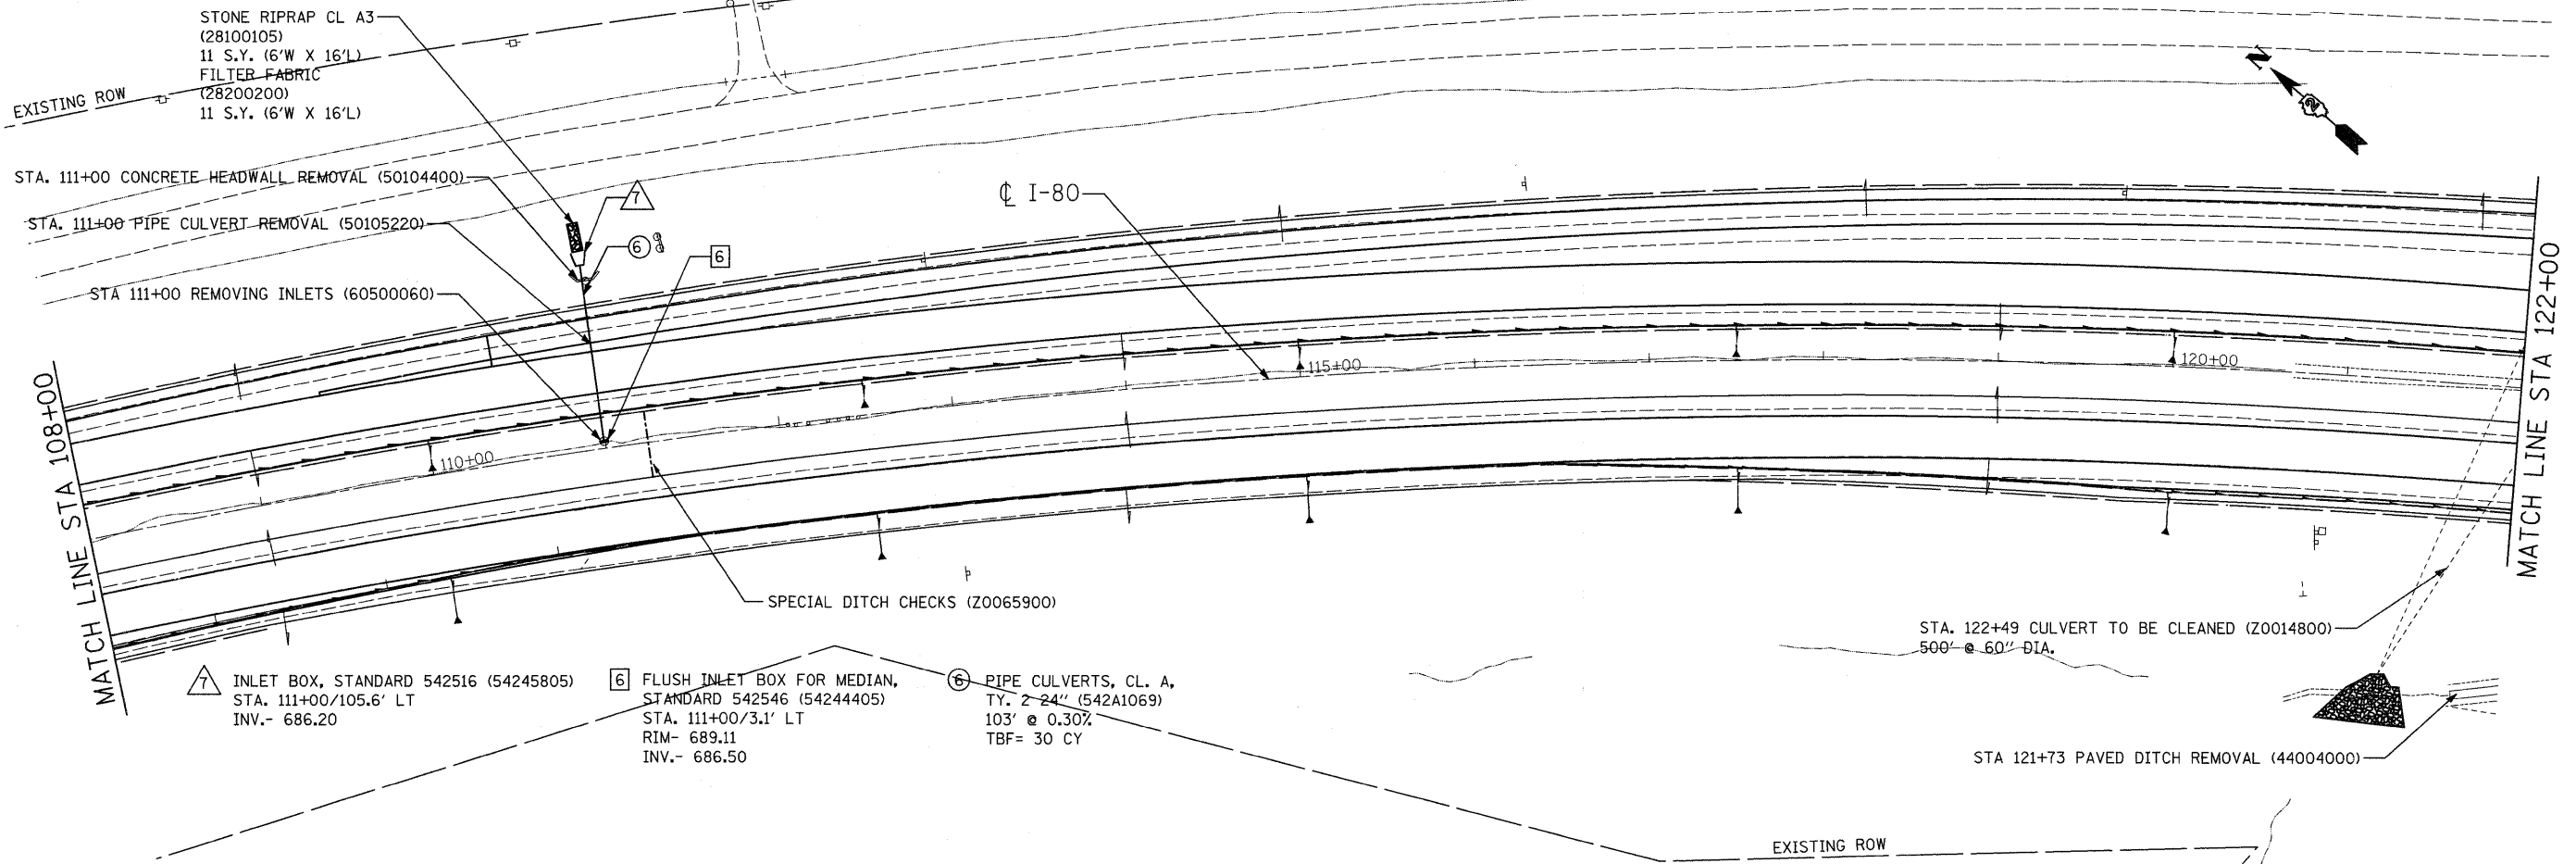 STONE RIPRAP CL A3
(28100105)
11 S.Y. (6'W X 16'L)
FILTER FABRIC
(28200200)
11 S.Y. (6'W X 16'L)
EXISTING ROW
N
2
STA. 111+00 CONCRETE HEADWALL REMOVAL (50104400)
7
STA. 111+00 PIPE CULVERT REMOVAL (50105220)
6
6
STA 111+00 REMOVING INLETS (60500060)
℄ I-80
110+00
115+00
120+00
MATCH LINE STA 108+00
MATCH LINE STA 122+00
SPECIAL DITCH CHECKS (Z0065900)
STA. 122+49 CULVERT TO BE CLEANED (Z0014800)
500' @ 60" DIA.
7 INLET BOX, STANDARD 542516 (54245805)
STA. 111+00/105.6' LT
INV.- 686.20
6 FLUSH INLET BOX FOR MEDIAN,
STANDARD 542546 (54244405)
STA. 111+00/3.1' LT
RIM- 689.11
INV.- 686.50
6 PIPE CULVERTS, CL. A,
TY. 2 24" (542A1069)
103' @ 0.30%
TBF= 30 CY
STA 121+73 PAVED DITCH REMOVAL (44004000)
EXISTING ROW